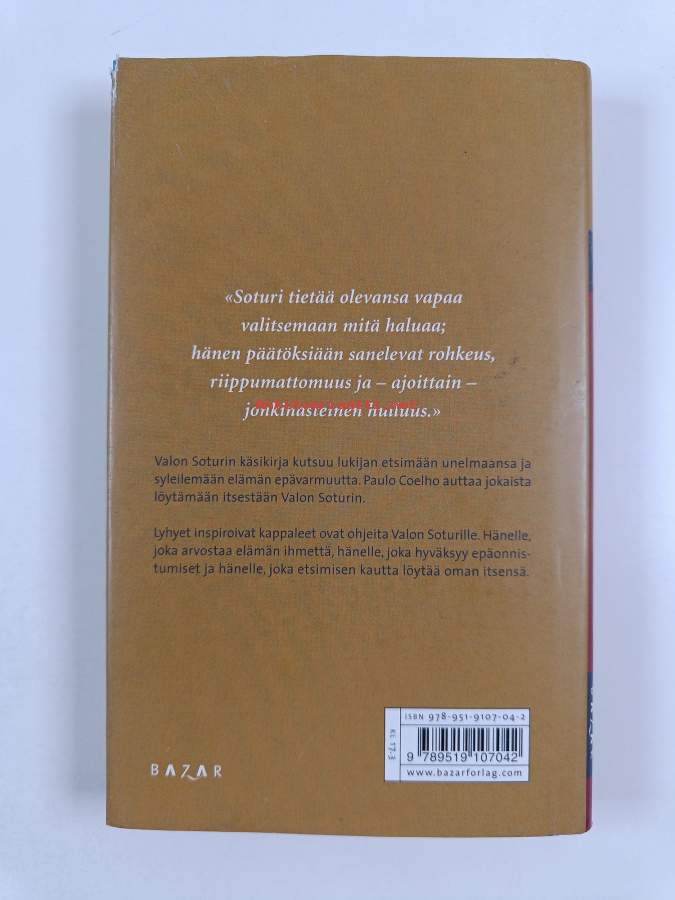 «Soturi tietää olevansa vapaa
valitsemaan mitä haluaa;
hänen päätöksiään sanelevat rohkeus,
riippumattomuus ja – ajoittain –
jonkinasteinen hulluus.»
Valon Soturin käsikirja kutsuu lukijan etsimään unelmaansa ja
syleilemään elämän epävarmuutta. Paulo Coelho auttaa jokaista
löytämään itsestään Valon Soturin.
Lyhyet inspiroivat kappaleet ovat ohjeita Valon Soturille. Hänelle,
joka arvostaa elämän ihmettä, hänelle, joka hyväksyy epäonnis-
tumiset ja hänelle, joka etsimisen kautta löytää oman itsensä.
ISBN 978-951-9107-04-2
KL 17.3
9 789519 107042
www.bazarforlag.com
BAZAR